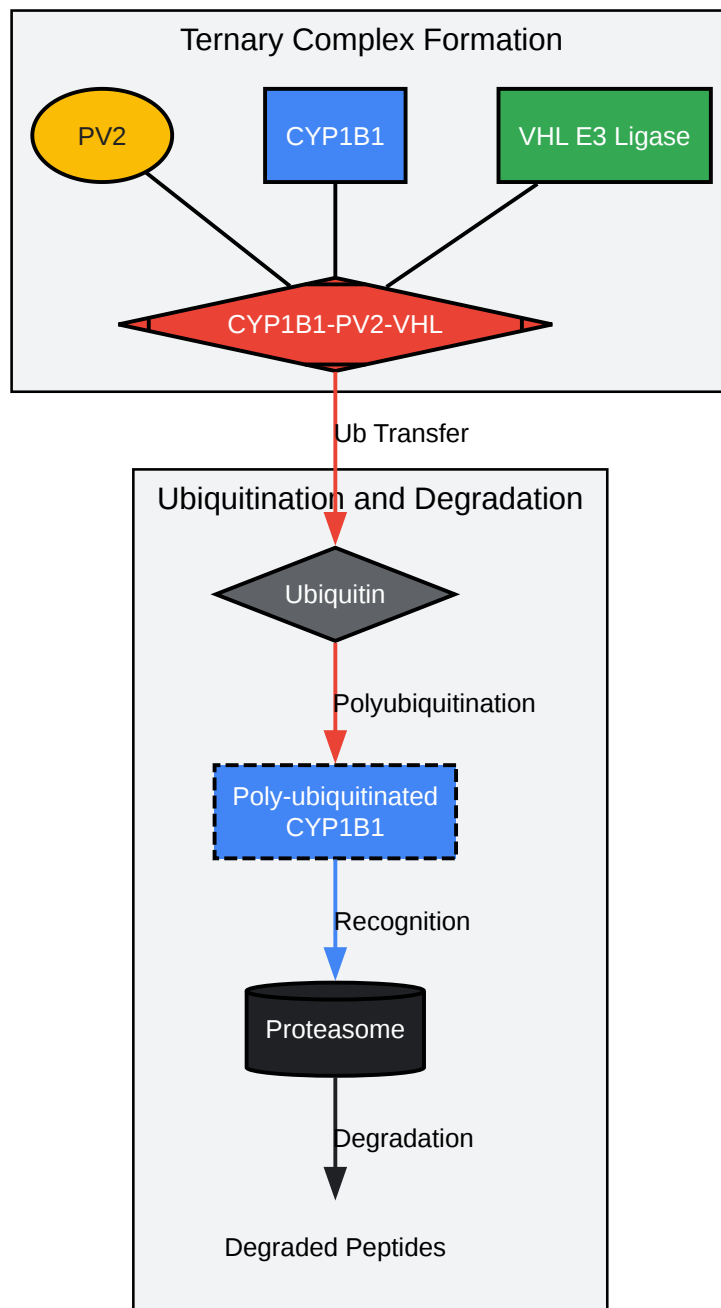 Ternary Complex Formation
PV2
CYP1B1
VHL E3 Ligase
CYP1B1-PV2-VHL
Ub Transfer
Ubiquitination and Degradation
Ubiquitin
Polyubiquitination
Poly-ubiquitinated
CYP1B1
Recognition
Proteasome
Degradation
Degraded Peptides